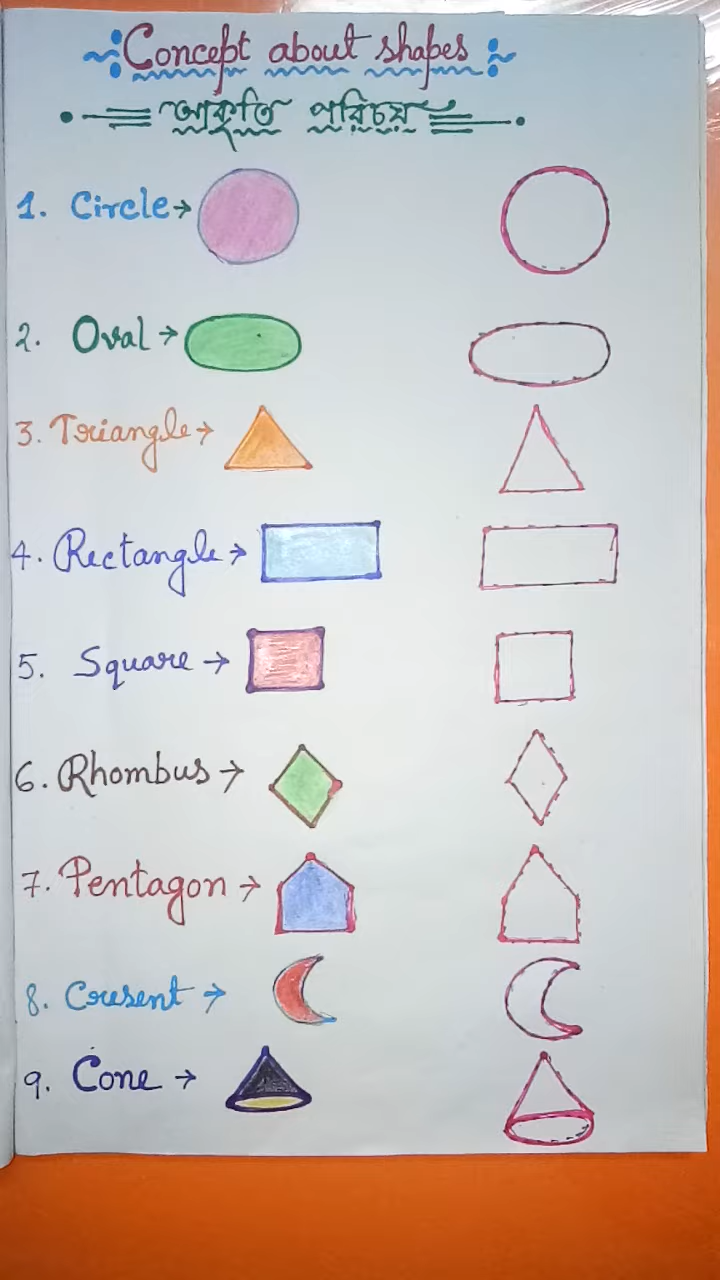 Concept about shapes
আকৃতি পরিচয়
1. Circle →
2. Oval →
3. Triangle →
4. Rectangle →
5. Square →
6. Rhombus →
7. Pentagon →
8. Cresent →
9. Cone →